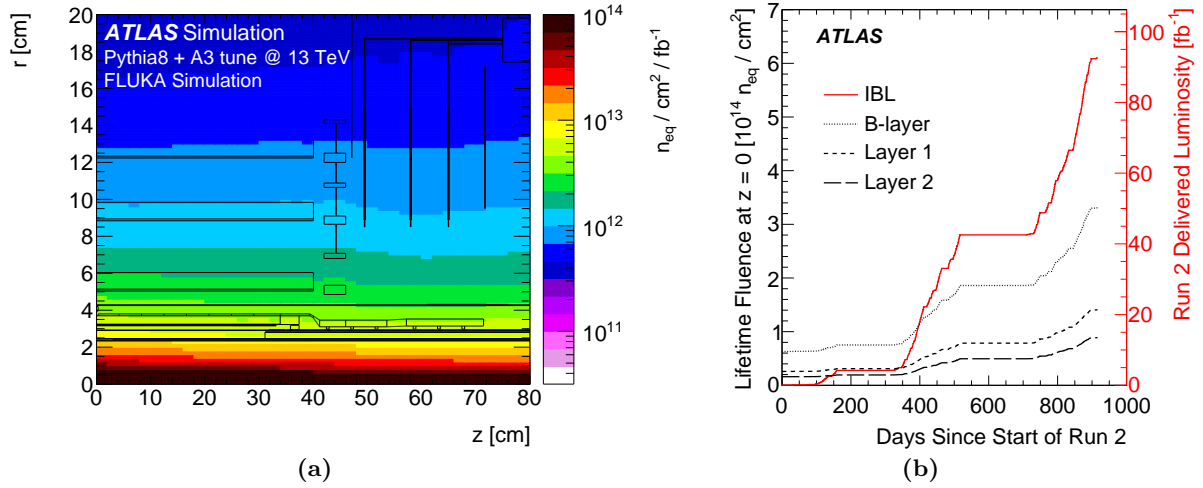 ATLAS Simulation
Pythia8 + A3 tune @ 13 TeV
FLUKA Simulation
r [cm]
20
18
16
14
12
10
8
6
4
2
0
0 10 20 30 40 50 60 70 80
z [cm]
10^14
10^13
10^12
10^11
n_eq / cm^2 / fb^-1
(a)
ATLAS
IBL
B-layer
Layer 1
Layer 2
Lifetime Fluence at z = 0 [10^14 n_eq / cm^2]
7
6
5
4
3
2
1
0
0 200 400 600 800 1000
Days Since Start of Run 2
100
80
60
40
20
0
Run 2 Delivered Luminosity [fb^-1]
(b)